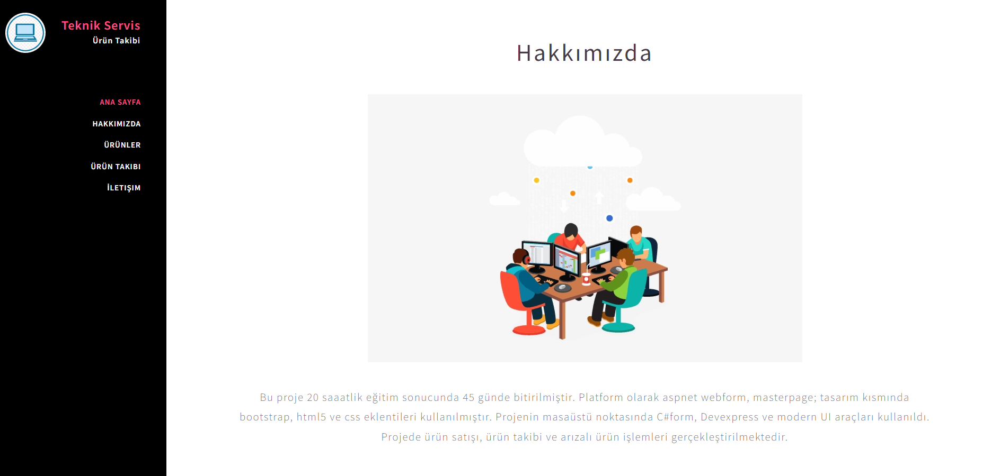 Teknik Servis
Ürün Takibi
ANA SAYFA
HAKKIMIZDA
ÜRÜNLER
ÜRÜN TAKIBI
İLETIŞIM
Hakkımızda
Bu proje 20 saaatlik eğitim sonucunda 45 günde bitirilmiştir. Platform olarak aspnet webform, masterpage; tasarım kısmında
bootstrap, html5 ve css eklentileri kullanılmıştır. Projenin masaüstü noktasında C#form, Devexpress ve modern UI araçları kullanıldı.
Projede ürün satışı, ürün takibi ve arızalı ürün işlemleri gerçekleştirilmektedir.